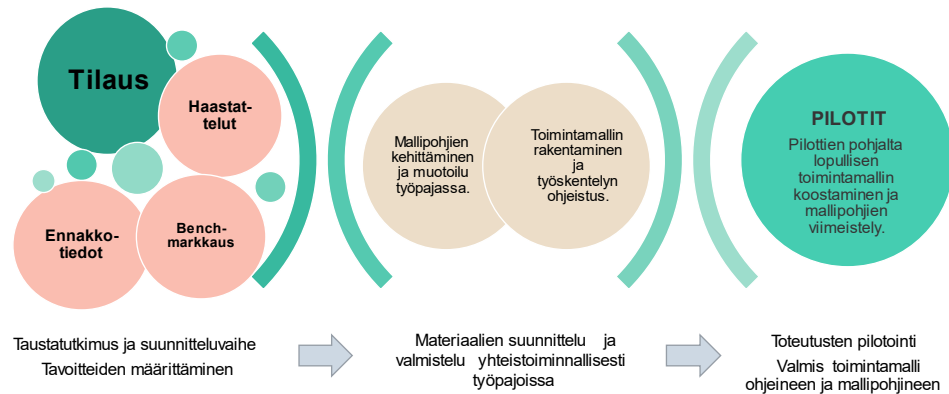 Tilaus
Haastat-
telut
Ennakko-
tiedot
Bench-
markkaus
Mallipohjien
kehittäminen
ja muotoilu
työpajassa.
Toimintamallin
rakentaminen
ja
työskentelyn
ohjeistus.
PILOTIT
Pilottien pohjalta
lopullisen
toimintamallin
koostaminen ja
mallipohjien
viimeistely.
Taustatutkimus ja suunnitteluvaihe
Tavoitteiden määrittäminen
Materiaalien suunnittelu ja
valmistelu yhteistoiminnallisesti
työpajoissa
Toteutusten pilotointi
Valmis toimintamalli
ohjeineen ja mallipohjineen